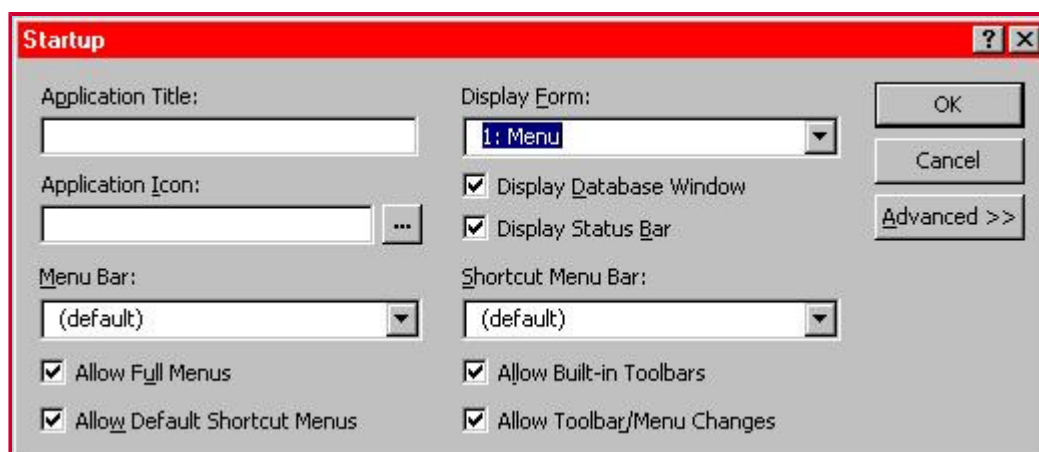 Startup
Application Title:
Display Form:
OK
1: Menu
Cancel
Application Icon:
Display Database Window
...
Display Status Bar
Advanced >>
Menu Bar:
Shortcut Menu Bar:
(default)
(default)
Allow Full Menus
Allow Built-in Toolbars
Allow Default Shortcut Menus
Allow Toolbar/Menu Changes